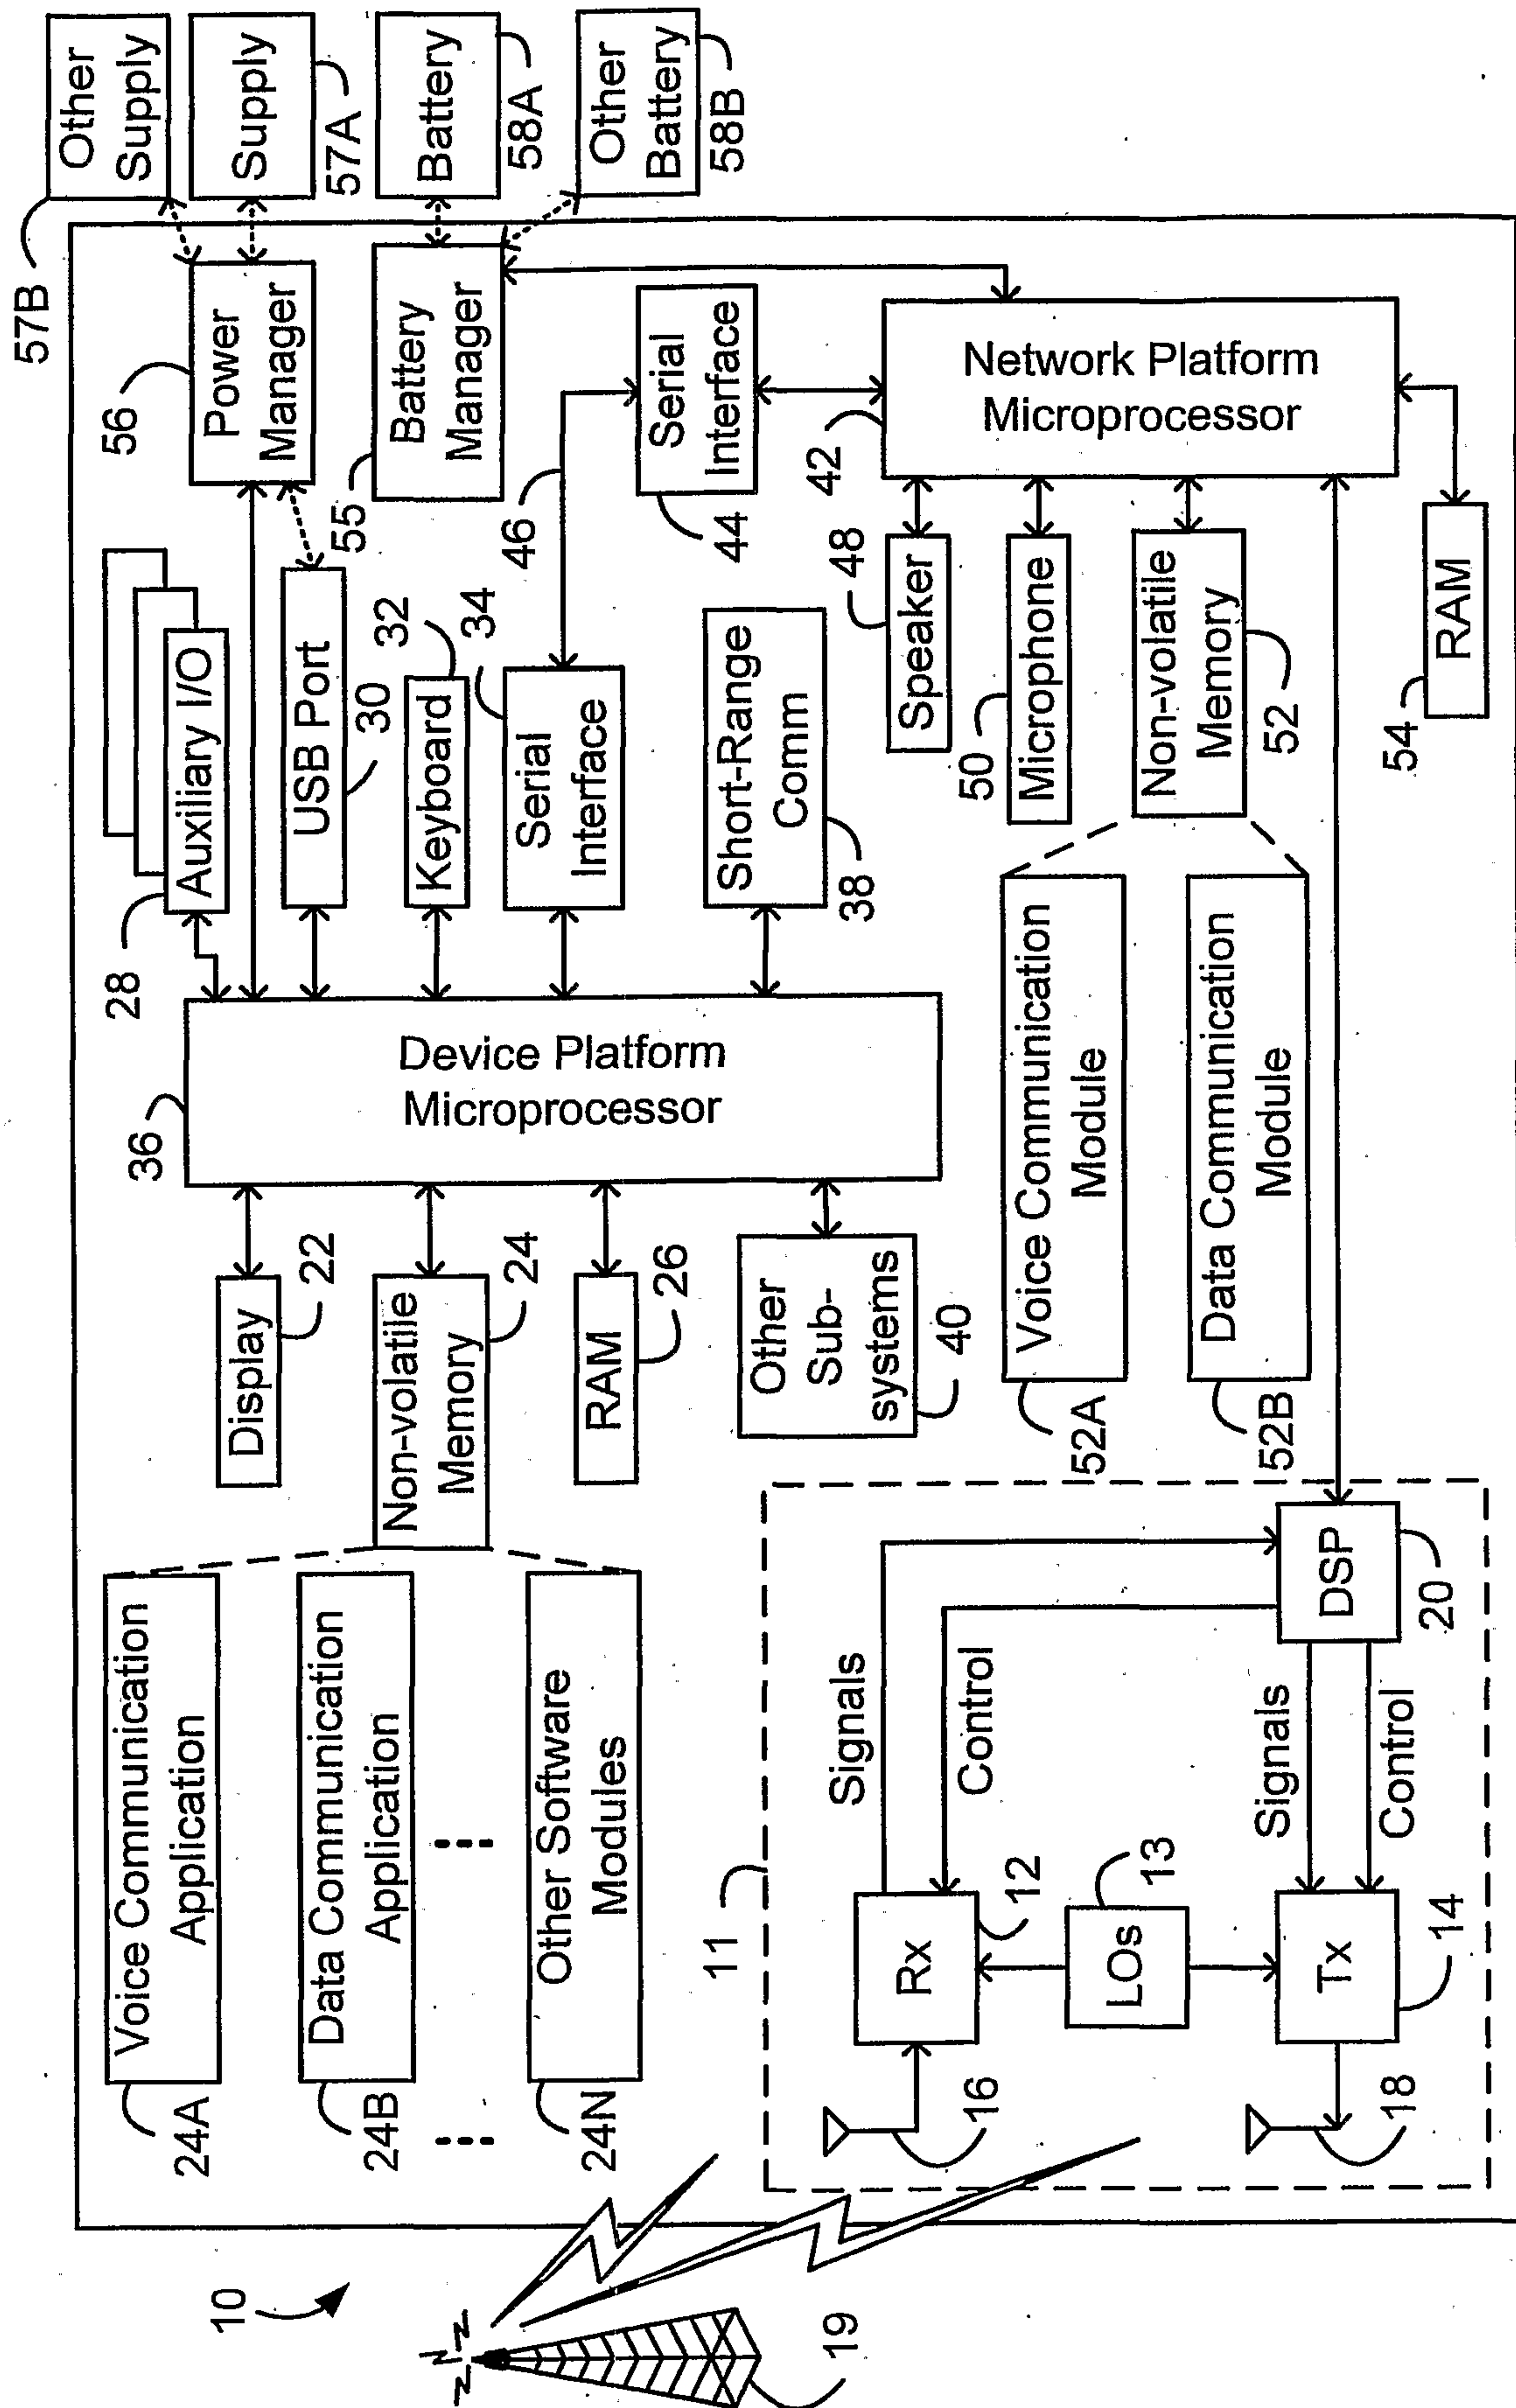 10
19
Voice Communication
Application
24A
Data Communication
Application
24B
Other Software
Modules
24N
Display
22
Non-volatile
Memory
24
RAM
26
Other
Sub-
systems
40
36
Device Platform
Microprocessor
28
Auxiliary I/O
USB Port
30
Keyboard
32
Serial
Interface
34
Short-Range
Comm
38
56
Power
Manager
57B
Other
Supply
Supply
57A
55
Battery
Manager
Battery
58A
Other
Battery
58B
46
Serial
Interface
44
42
Network Platform
Microprocessor
Speaker
48
Microphone
50
Non-volatile
Memory
52
RAM
54
Voice Communication
Module
52A
Data Communication
Module
52B
11
Rx
12
LOs
13
Tx
14
16
18
Signals
Control
Signals
Control
DSP
20